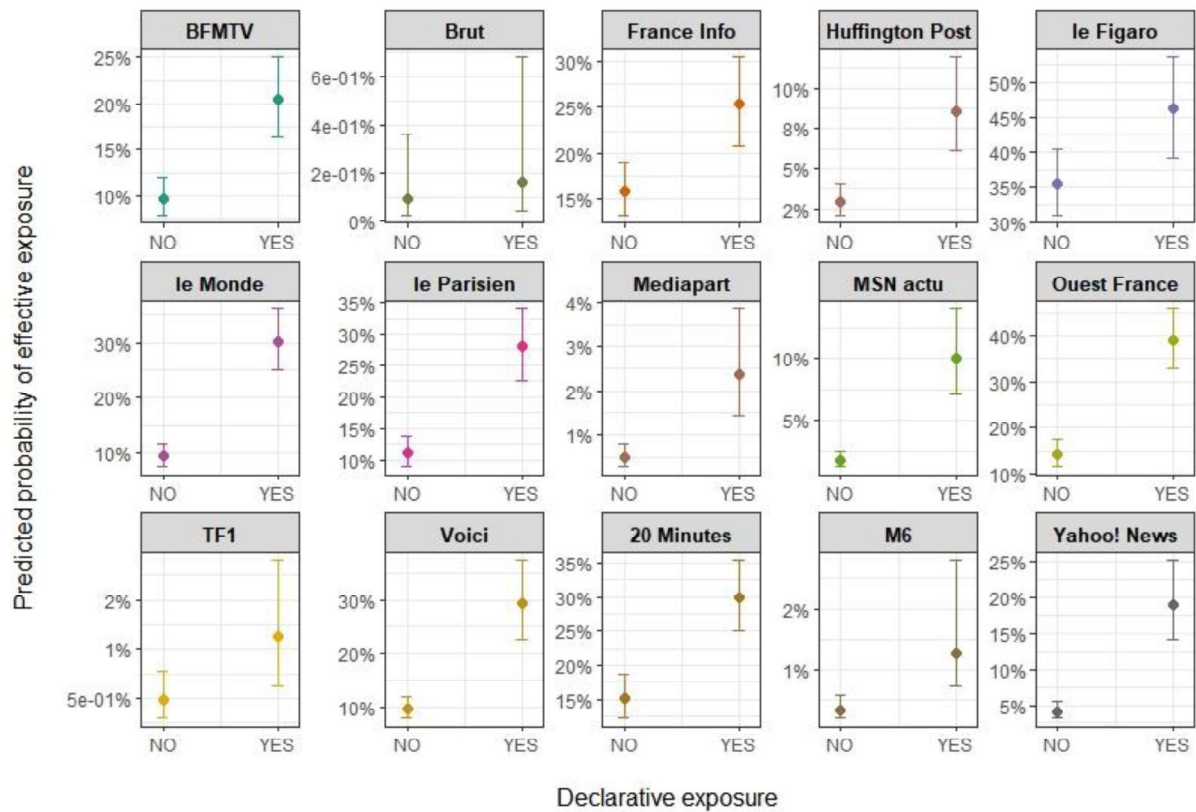 BFMTV Brut France Info Huffington Post le Figaro
25%
20%
15%
10%
NO YES
6e-01%
4e-01%
2e-01%
0%
NO YES
30%
25%
20%
15%
NO YES
10%
8%
5%
2%
NO YES
50%
45%
40%
35%
30%
NO YES
le Monde le Parisien Mediapart MSN actu Ouest France
30%
20%
10%
NO YES
35%
30%
25%
20%
15%
10%
NO YES
4%
3%
2%
1%
NO YES
10%
5%
NO YES
40%
30%
20%
10%
NO YES
TF1 Voici 20 Minutes M6 Yahoo! News
2%
1%
5e-01%
NO YES
30%
20%
10%
NO YES
35%
30%
25%
20%
15%
NO YES
2%
1%
NO YES
25%
20%
15%
10%
5%
NO YES
Predicted probability of effective exposure
Declarative exposure